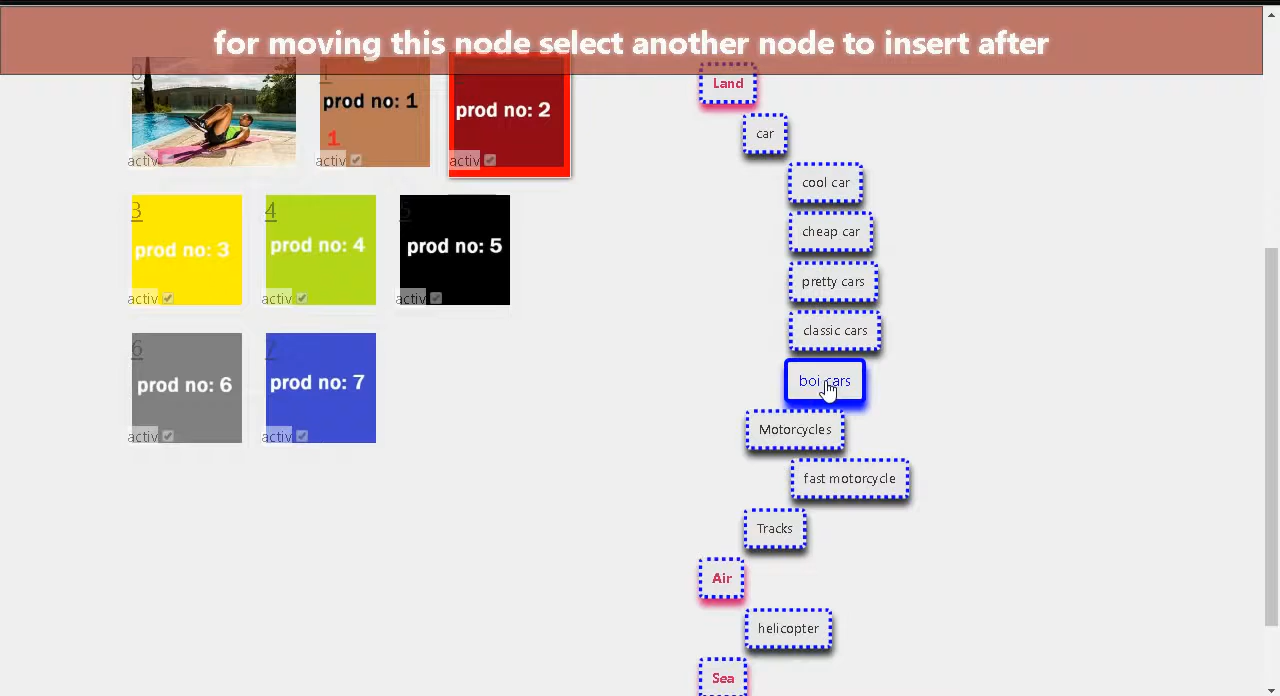 for moving this node select another node to insert after
0
1
prod no: 1
1
prod no: 2
activ
activ
activ
3
4
5
prod no: 3
prod no: 4
prod no: 5
activ
activ
activ
6
7
prod no: 6
prod no: 7
activ
activ
Land
car
cool car
cheap car
pretty cars
classic cars
boi cars
Motorcycles
fast motorcycle
Tracks
Air
helicopter
Sea